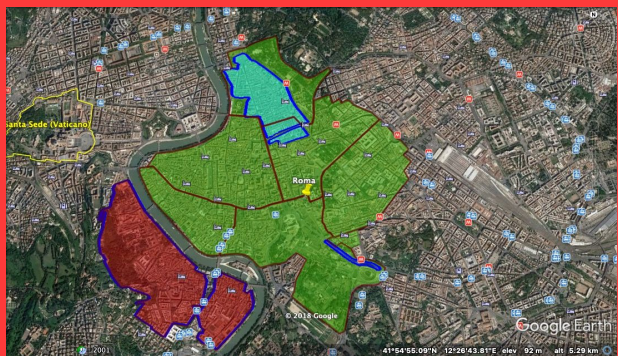 Santa Sede (Vaticano)
Roma
© 2018 Google
Google Earth
2001
41°54'55.09"N 12°26'43.81"E elev 92 m alt 5.29 km